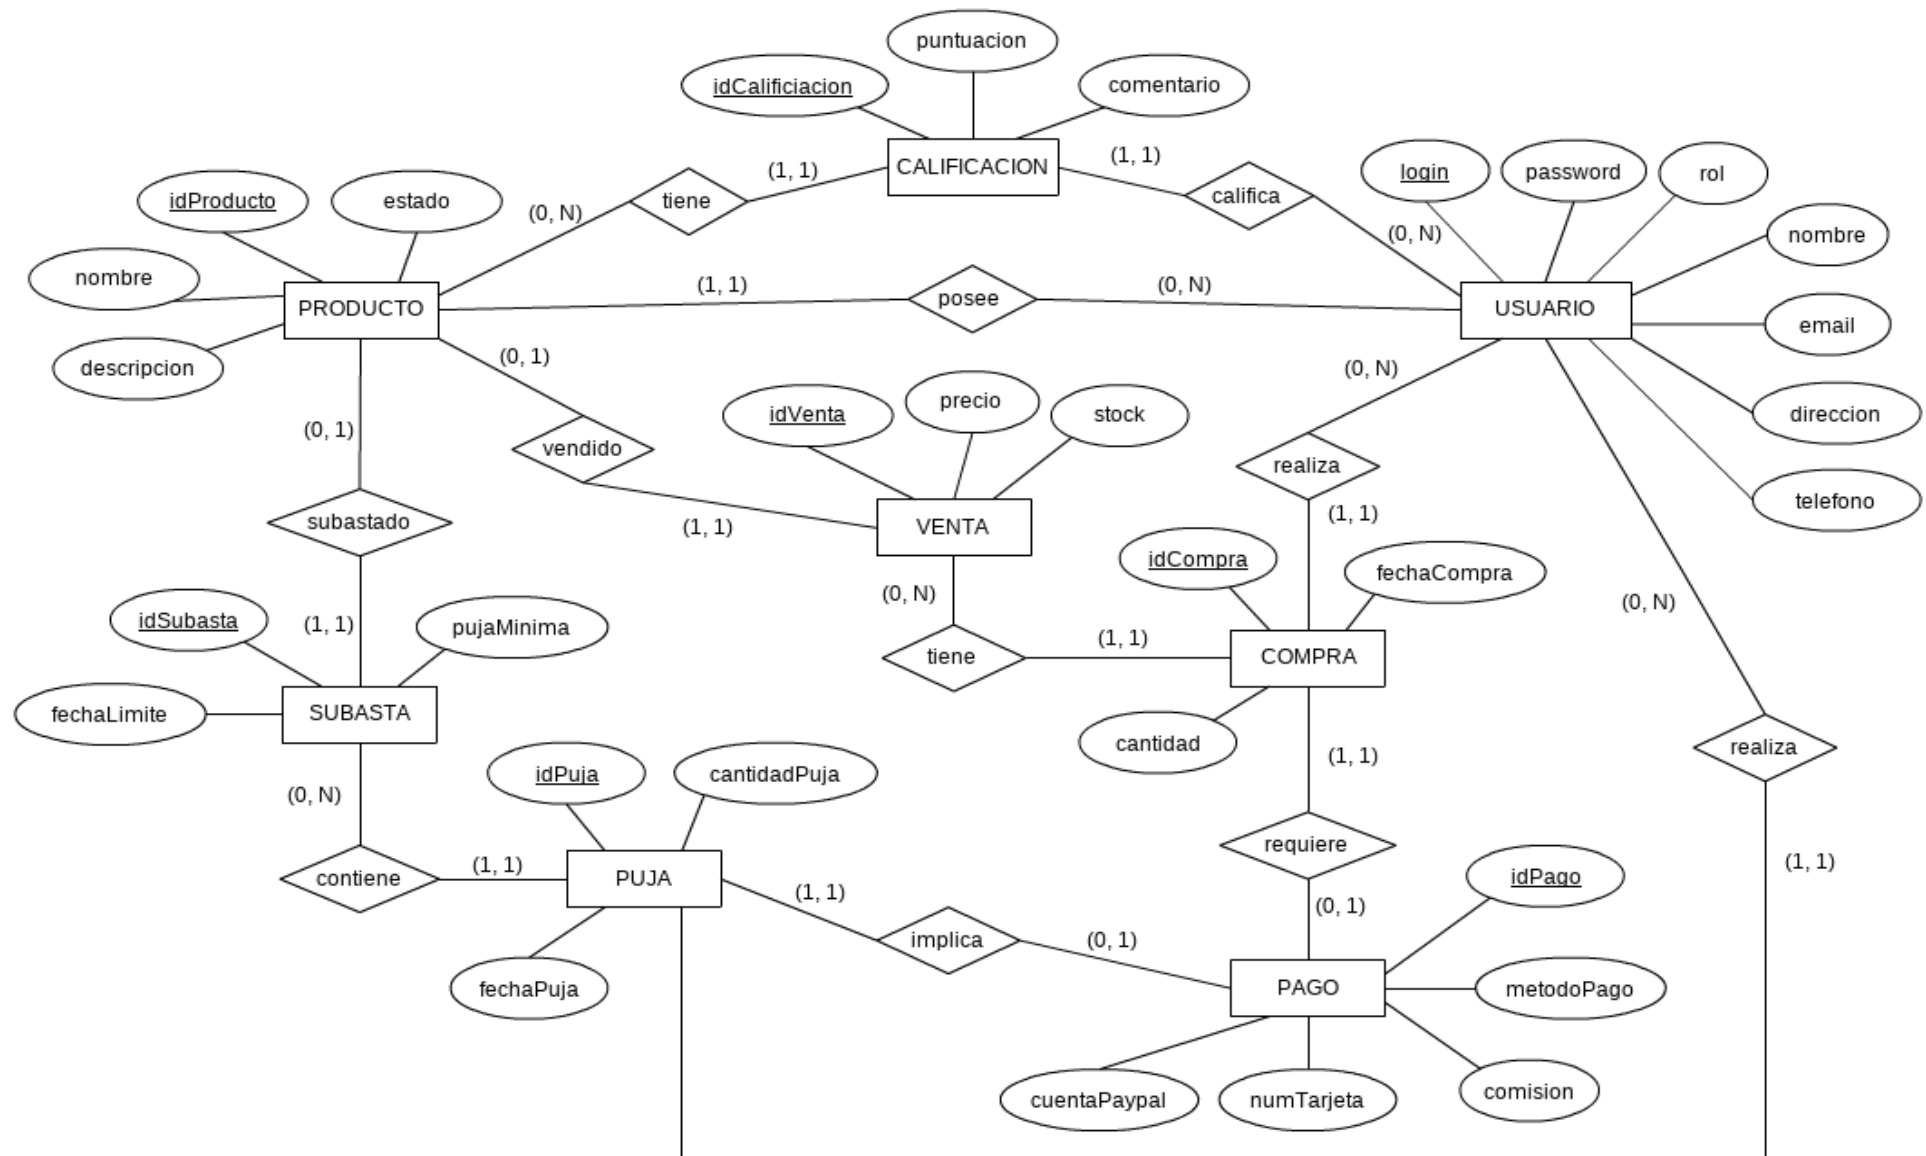 puntuacion
idCalificiacion
comentario
CALIFICACION
(1, 1)
(1, 1)
tiene
califica
(0, N)
(0, N)
login
password
rol
nombre
email
direccion
telefono
USUARIO
idProducto
estado
nombre
descripcion
PRODUCTO
(1, 1)
posee
(0, N)
(0, 1)
vendido
(1, 1)
idVenta
precio
stock
VENTA
(0, N)
realiza
(1, 1)
(0, 1)
subastado
(1, 1)
idSubasta
pujaMinima
fechaLimite
SUBASTA
(0, N)
tiene
(1, 1)
idCompra
fechaCompra
COMPRA
cantidad
(0, N)
realiza
(1, 1)
(0, N)
contiene
(1, 1)
idPuja
cantidadPuja
PUJA
fechaPuja
(1, 1)
implica
(0, 1)
(1, 1)
requiere
(0, 1)
idPago
PAGO
metodoPago
comision
cuentaPaypal
numTarjeta